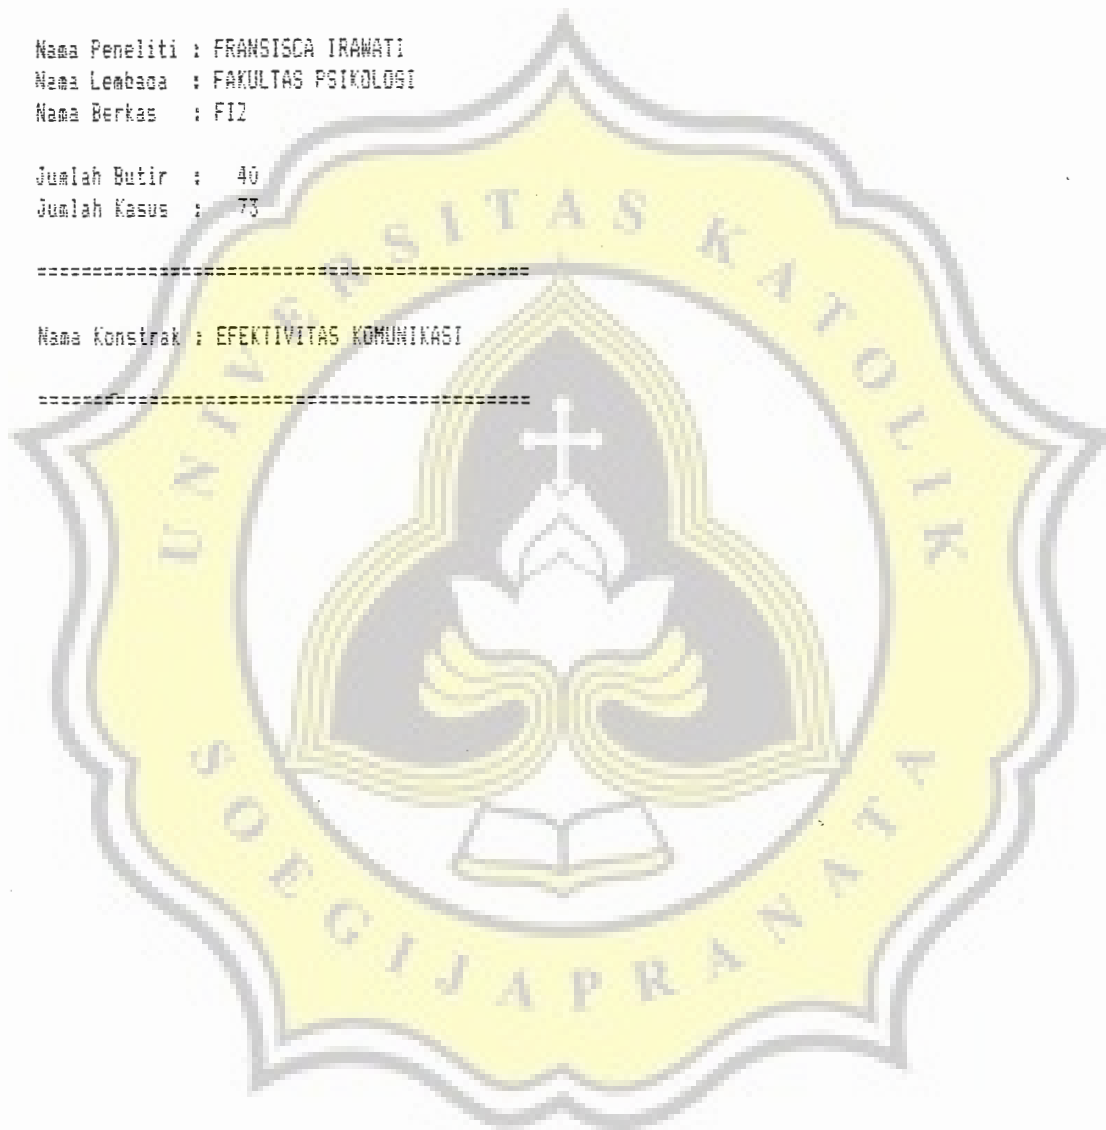 Nama Peneliti : FRANSISCA IRAWATI
Nama Lembaga : FAKULTAS PSIKOLOGI
Nama Berkas : FI2
Jumlah Butir : 40
Jumlah Kasus : 73
============================================
Nama Konstrak : EFEKTIVITAS KOMUNIKASI
============================================
UNIVERSITAS KATOLIK
SOEGIJAPRANATA